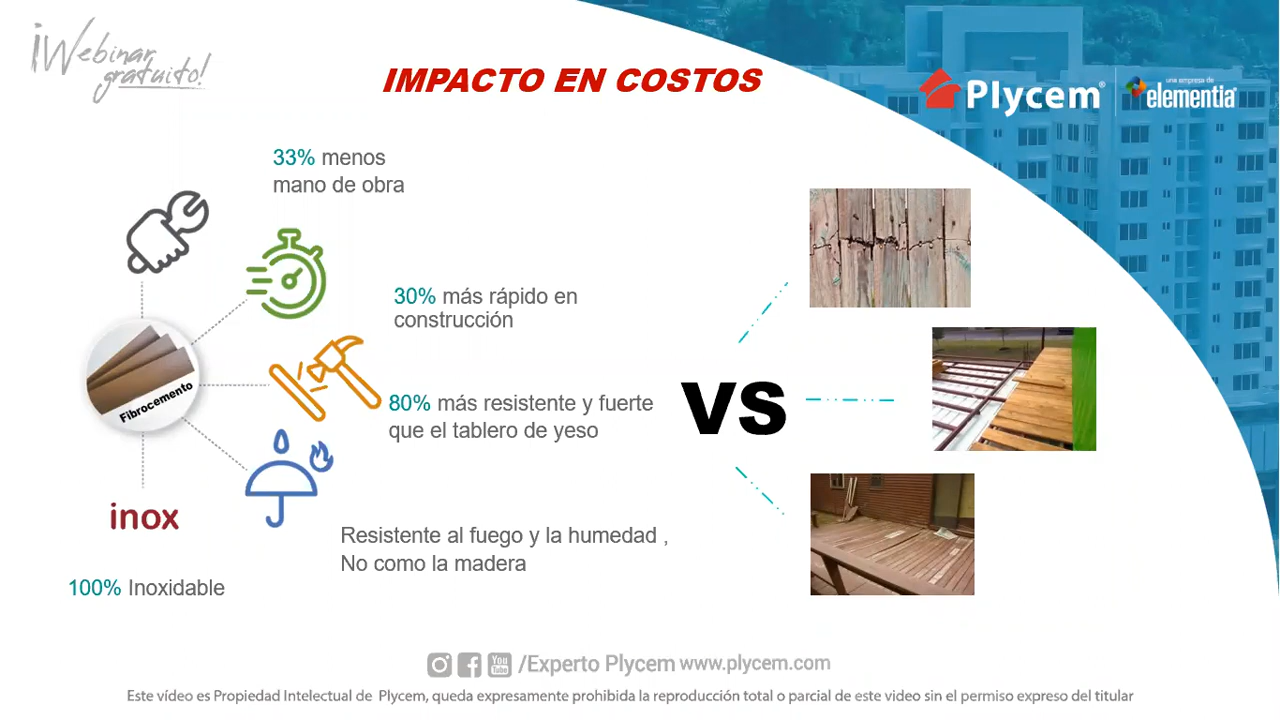 ¡Webinar
gratuito!
IMPACTO EN COSTOS
Plycem®
una empresa de
elementia®
33% menos
mano de obra
30% más rápido en
construcción
Fibrocemento
80% más resistente y fuerte
que el tablero de yeso
VS
inox
Resistente al fuego y la humedad ,
No como la madera
100% Inoxidable
You
Tube
/Experto Plycem www.plycem.com
Este vídeo es Propiedad Intelectual de Plycem, queda expresamente prohibida la reproducción total o parcial de este video sin el permiso expreso del titular